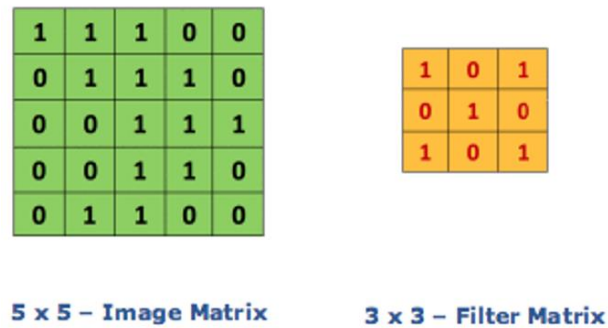 1 1 1 0 0
0 1 1 1 0
0 0 1 1 1
0 0 1 1 0
0 1 1 0 0
1 0 1
0 1 0
1 0 1
5 x 5 – Image Matrix
3 x 3 – Filter Matrix